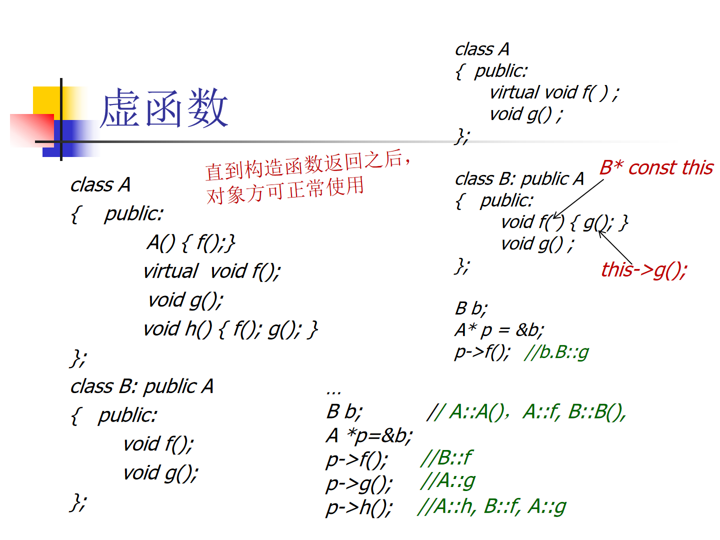 虚函数
直到构造函数返回之后，
对象方可正常使用
class A
{ public:
A() { f();}
virtual void f();
void g();
void h() { f(); g(); }
};
class B: public A
{ public:
void f();
void g();
};
…
B b; // A::A()，A::f, B::B(),
A *p=&b;
p->f(); //B::f
p->g(); //A::g
p->h(); //A::h, B::f, A::g
class A
{ public:
virtual void f( ) ;
void g() ;
};
class B: public A
{ public:
void f( ) { g(); }
void g() ;
};
B* const this
this->g();
B b;
A* p = &b;
p->f(); //b.B::g